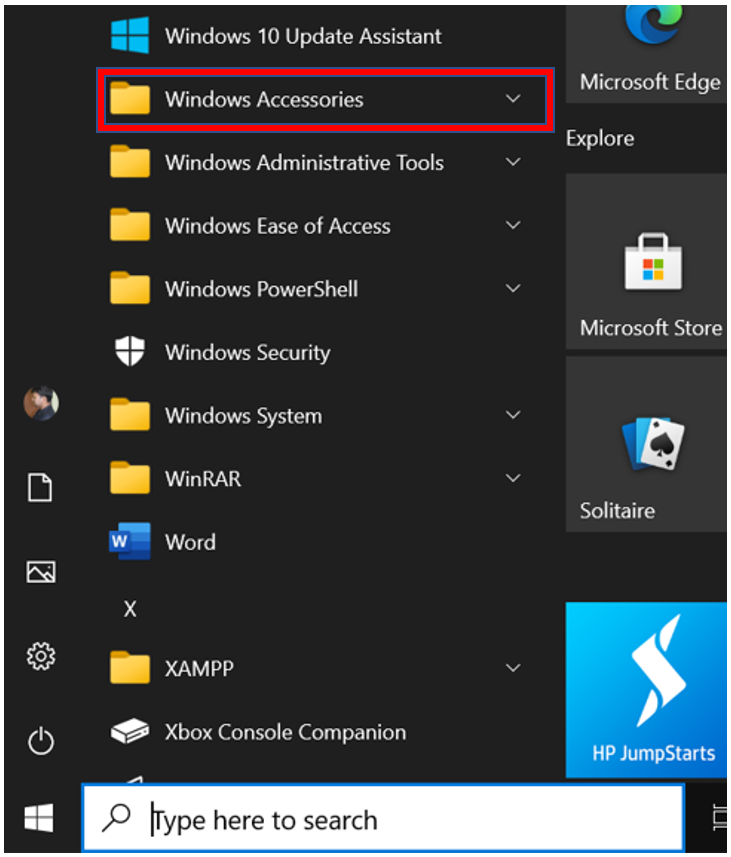 Windows 10 Update Assistant
Windows Accessories
Windows Administrative Tools
Windows Ease of Access
Windows PowerShell
Windows Security
Windows System
WinRAR
W
Word
X
XAMPP
Xbox Console Companion
Type here to search
Microsoft Edge
Explore
Microsoft Store
Solitaire
HP JumpStarts